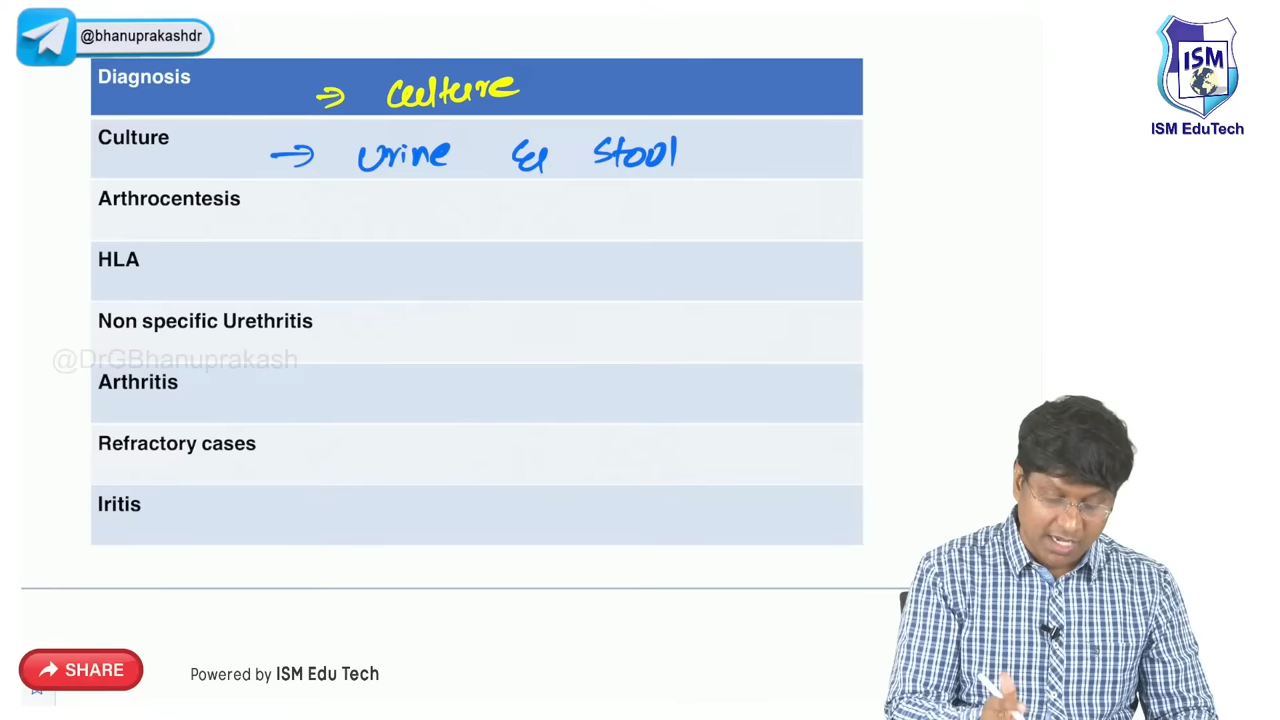 @bhanuprakashdr
ISM
ISM EduTech
Diagnosis → culture
Culture → urine & stool
Arthrocentesis
HLA
Non specific Urethritis
@DrGBhanuprakash
Arthritis
Refractory cases
Iritis
SHARE
Powered by ISM Edu Tech